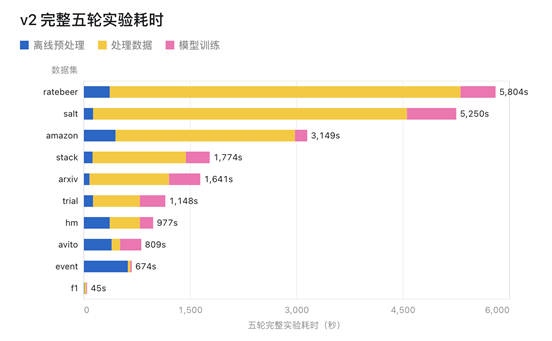 v2 完整五轮实验耗时
离线预处理 处理数据 模型训练
数据集
ratebeer 5,804s
salt 5,250s
amazon 3,149s
stack 1,774s
arxiv 1,641s
trial 1,148s
hm 977s
avito 809s
event 674s
f1 45s
0 1,500 3,000 4,500 6,000
五轮完整实验耗时（秒）